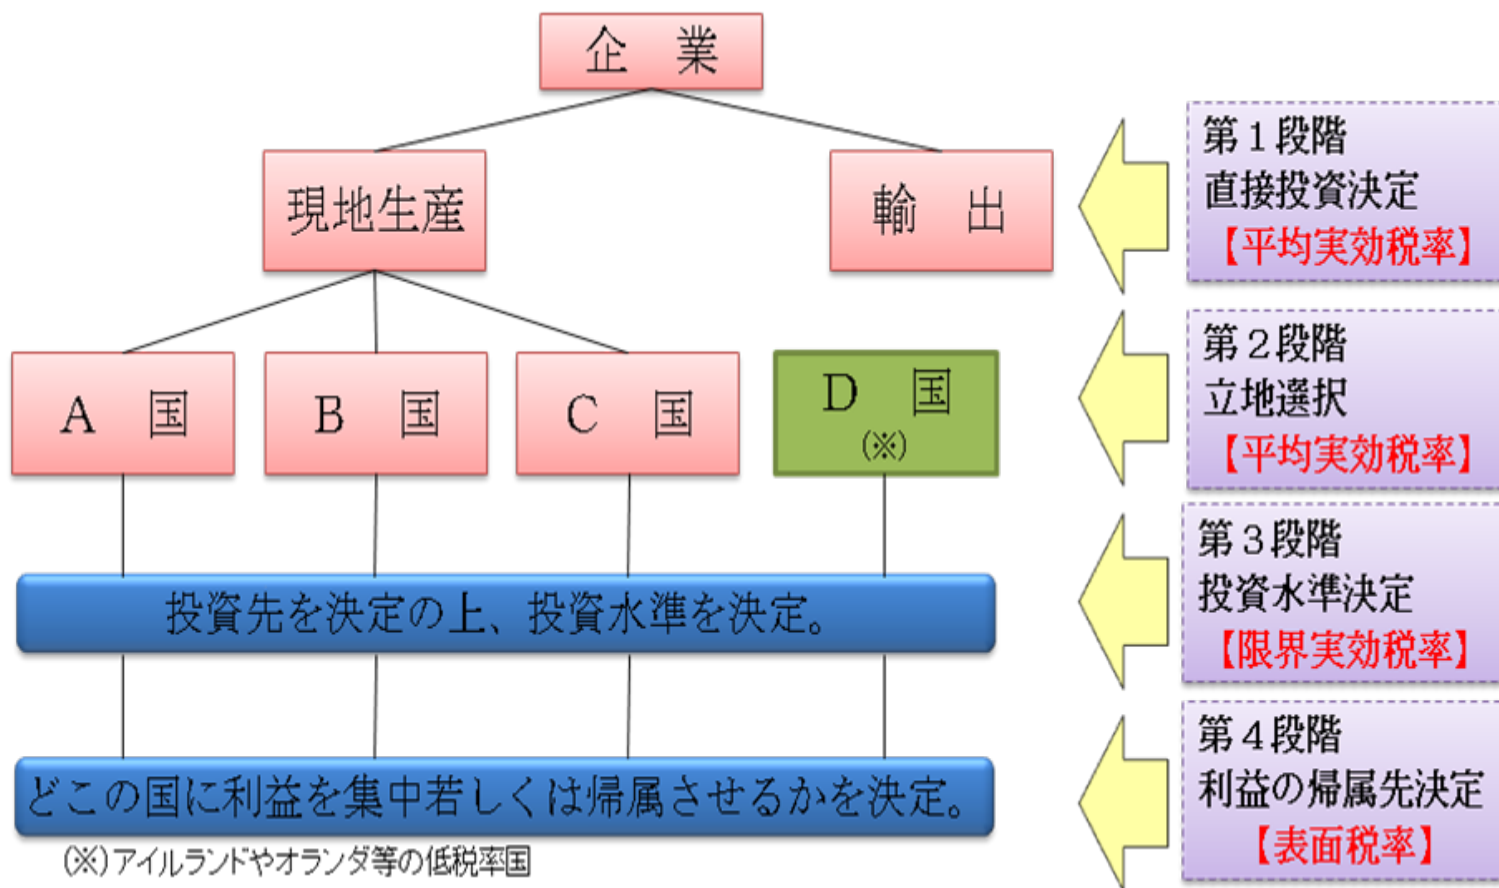 企　業
現地生産
輸　出
第１段階
直接投資決定
【平均実効税率】
A　国
B　国
C　国
D　国
(※)
第２段階
立地選択
【平均実効税率】
投資先を決定の上、投資水準を決定。
第３段階
投資水準決定
【限界実効税率】
どこの国に利益を集中若しくは帰属させるかを決定。
第４段階
利益の帰属先決定
【表面税率】
(※)アイルランドやオランダ等の低税率国